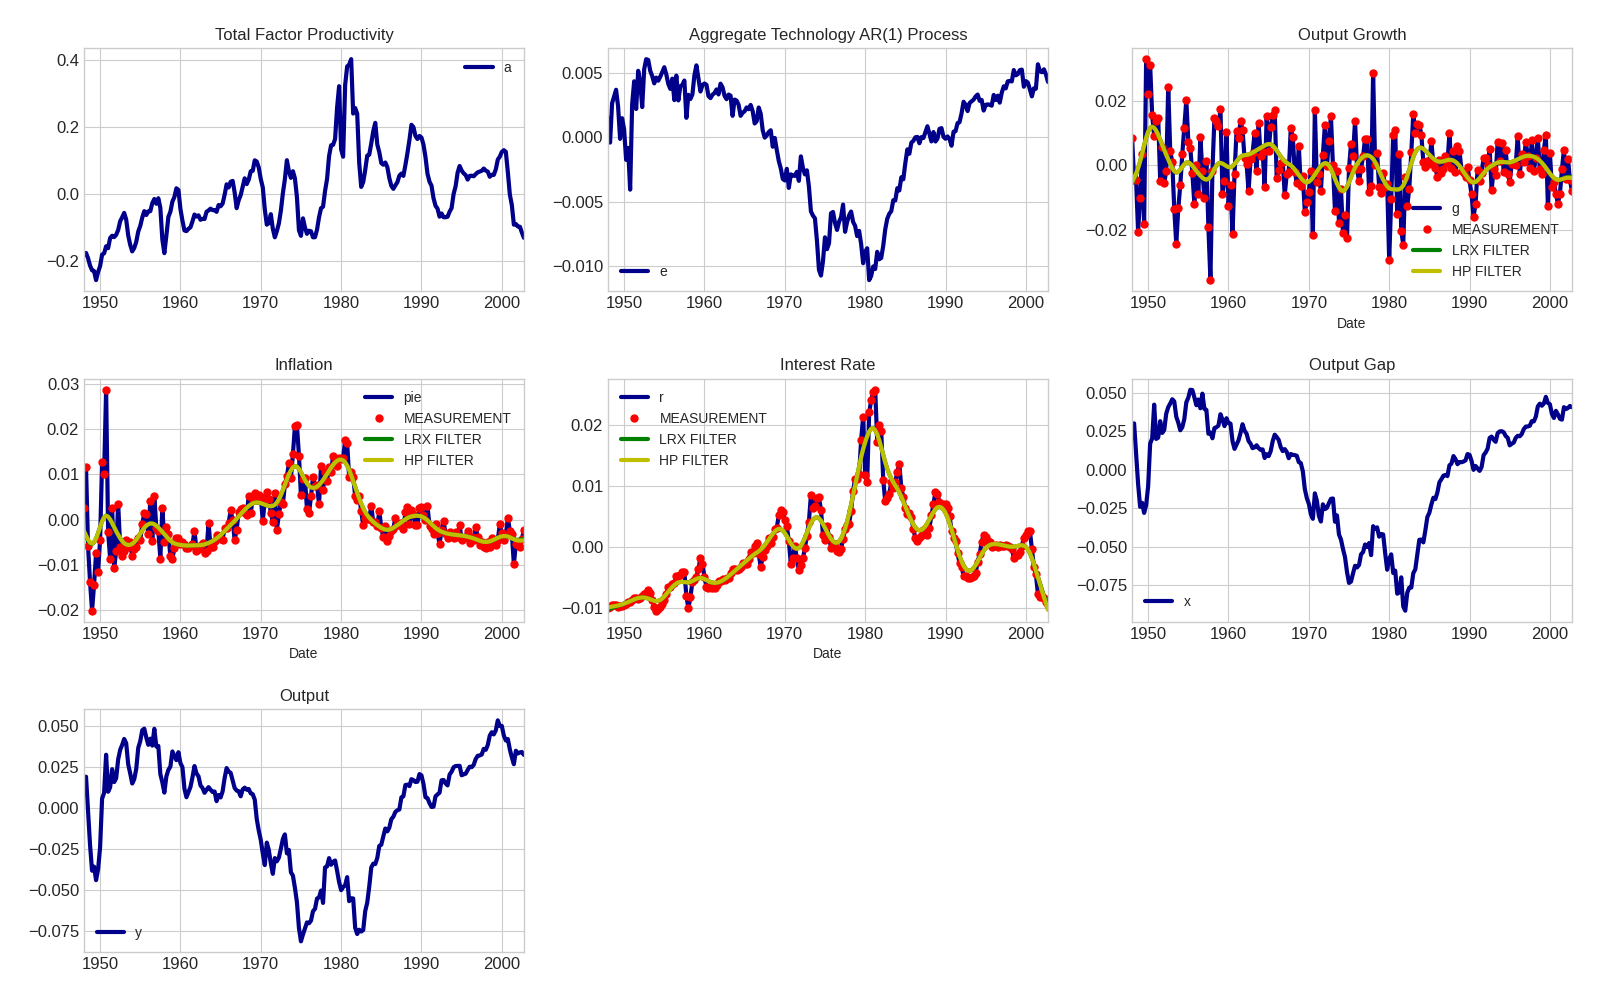 Total Factor Productivity
0.4
0.2
0.0
−0.2
a
1950 1960 1970 1980 1990 2000
Aggregate Technology AR(1) Process
0.005
0.000
−0.005
−0.010
e
1950 1960 1970 1980 1990 2000
Output Growth
0.02
0.00
−0.02
g
MEASUREMENT
LRX FILTER
HP FILTER
1950 1960 1970 1980 1990 2000
Date
Inflation
0.03
0.02
0.01
0.00
−0.01
−0.02
pie
MEASUREMENT
LRX FILTER
HP FILTER
1950 1960 1970 1980 1990 2000
Date
Interest Rate
0.02
0.01
0.00
−0.01
r
MEASUREMENT
LRX FILTER
HP FILTER
1950 1960 1970 1980 1990 2000
Date
Output Gap
0.050
0.025
0.000
−0.025
−0.050
−0.075
x
1950 1960 1970 1980 1990 2000
Output
0.050
0.025
0.000
−0.025
−0.050
−0.075
y
1950 1960 1970 1980 1990 2000